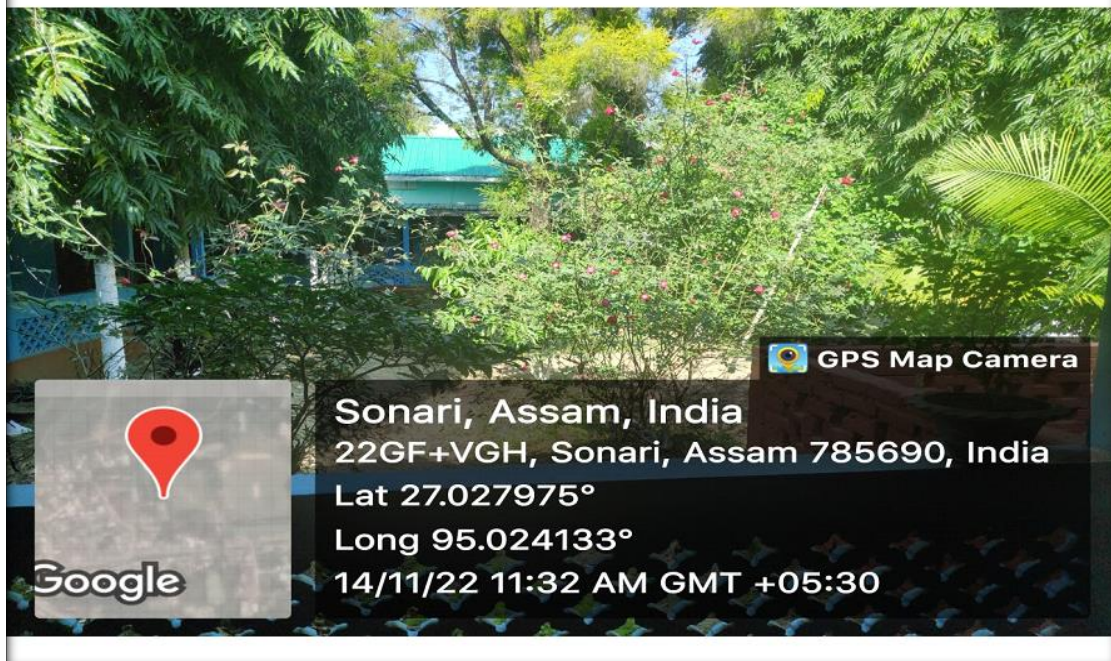 GPS Map Camera
Sonari, Assam, India
22GF+VGH, Sonari, Assam 785690, India
Lat 27.027975°
Long 95.024133°
14/11/22 11:32 AM GMT +05:30
Google